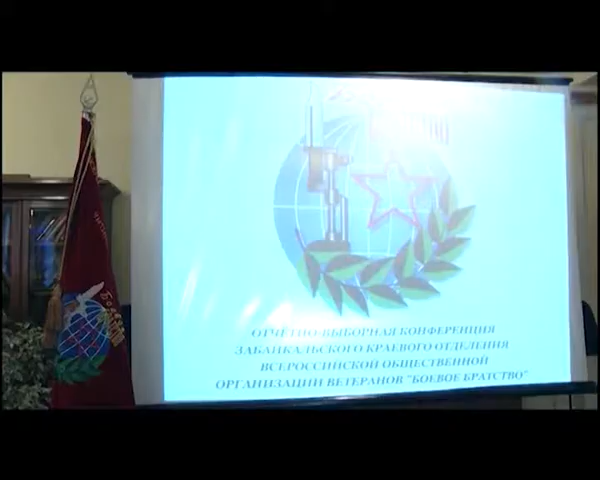 ОТЧЕТНО-ВЫБОРНАЯ КОНФЕРЕНЦИЯ
ЗАБАЙКАЛЬСКОГО КРАЕВОГО ОТДЕЛЕНИЯ
ВСЕРОССИЙСКОЙ ОБЩЕСТВЕННОЙ
ОРГАНИЗАЦИИ ВЕТЕРАНОВ "БОЕВОЕ БРАТСТВО"